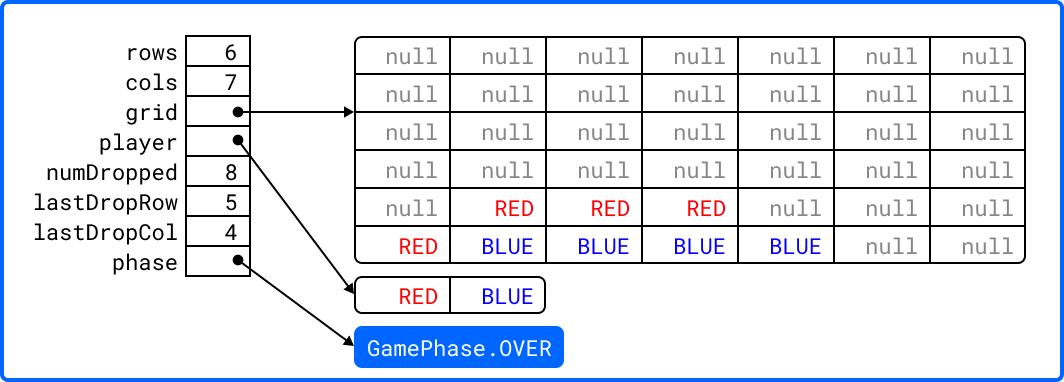 rows 6
cols 7
grid
player
numDropped 8
lastDropRow 5
lastDropCol 4
phase
null null null null null null null
null null null null null null null
null null null null null null null
null null null null null null null
null RED RED RED null null null
RED BLUE BLUE BLUE BLUE null null
RED BLUE
GamePhase.OVER